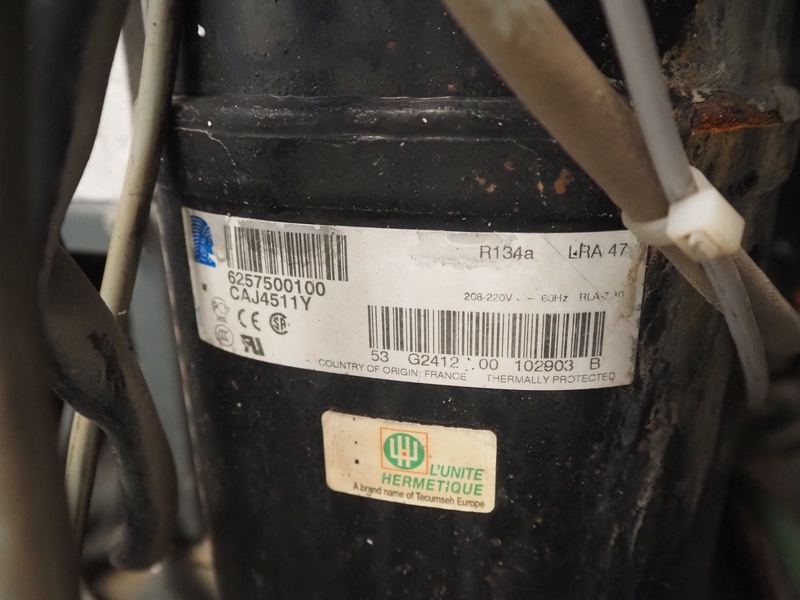 R134a LRA 47
6257500100
CAJ4511Y
208-220V ~ 60Hz RLA
53 G2412 00 102903 B
COUNTRY OF ORIGIN: FRANCE THERMALLY PROTECTED
L'UNITE
HERMETIQUE
A brand name of Tecumseh Europe